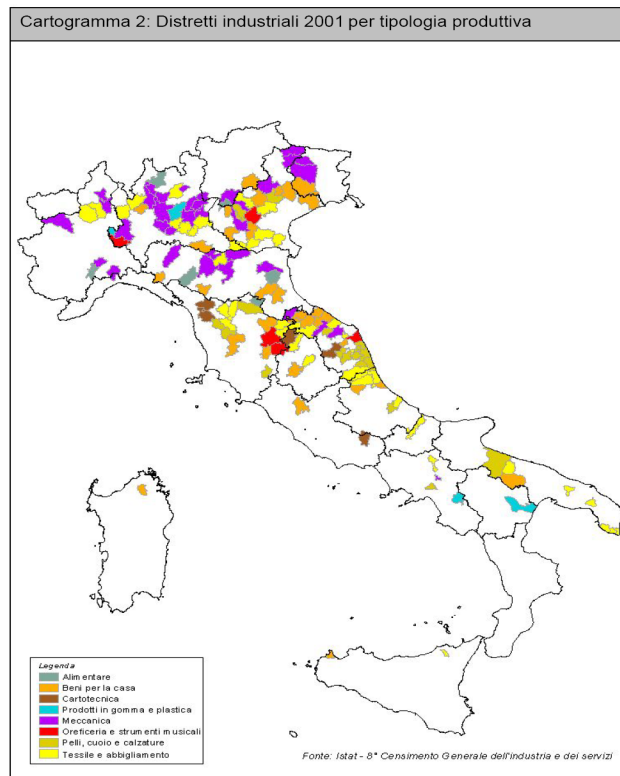 Cartogramma 2: Distretti industriali 2001 per tipologia produttiva
Legenda
Alimentare
Beni per la casa
Cartotecnica
Prodotti in gomma e plastica
Meccanica
Oreficeria e strumenti musicali
Pelli, cuoio e calzature
Tessile e abbigliamento
Fonte: Istat - 8° Censimento Generale dell'industria e dei servizi